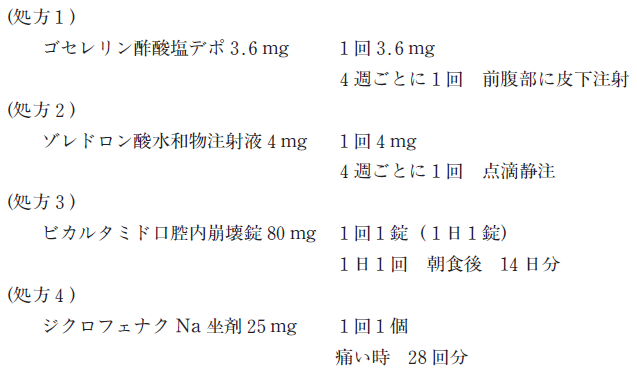 (処方１)
ゴセレリン酢酸塩デポ 3.6 mg　１回 3.6 mg
４週ごとに１回　前腹部に皮下注射
(処方２)
ゾレドロン酸水和物注射液 4 mg　１回 4 mg
４週ごとに１回　点滴静注
(処方３)
ビカルタミド口腔内崩壊錠 80 mg　１回１錠（１日１錠）
１日１回　朝食後　14 日分
(処方４)
ジクロフェナク Na 坐剤 25 mg　１回１個
痛い時　28 回分